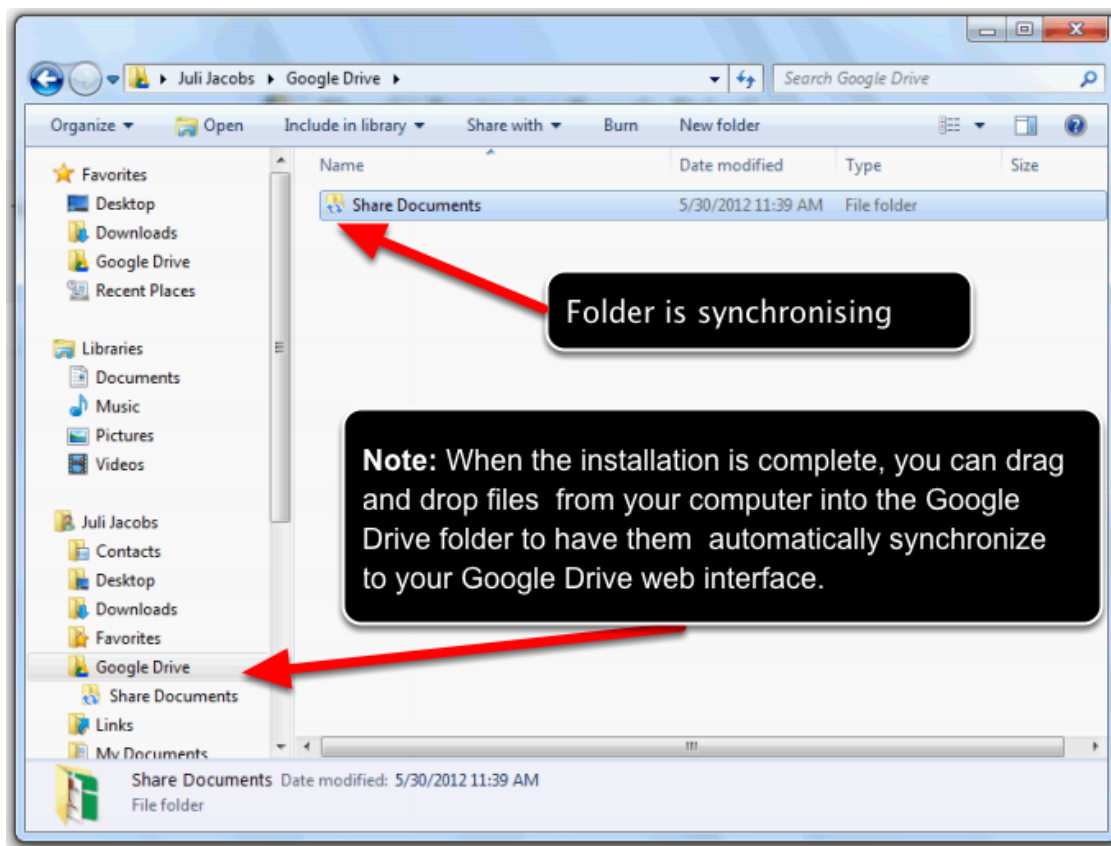 Juli Jacobs Google Drive
Search Google Drive
Organize Open Include in library Share with Burn New folder
Name Date modified Type Size
Share Documents 5/30/2012 11:39 AM File folder
Favorites
Desktop
Downloads
Google Drive
Recent Places
Libraries
Documents
Music
Pictures
Videos
Juli Jacobs
Contacts
Desktop
Downloads
Favorites
Google Drive
Share Documents
Links
My Documents
Folder is synchronising
Note: When the installation is complete, you can drag
and drop files from your computer into the Google
Drive folder to have them automatically synchronize
to your Google Drive web interface.
Share Documents Date modified: 5/30/2012 11:39 AM
File folder